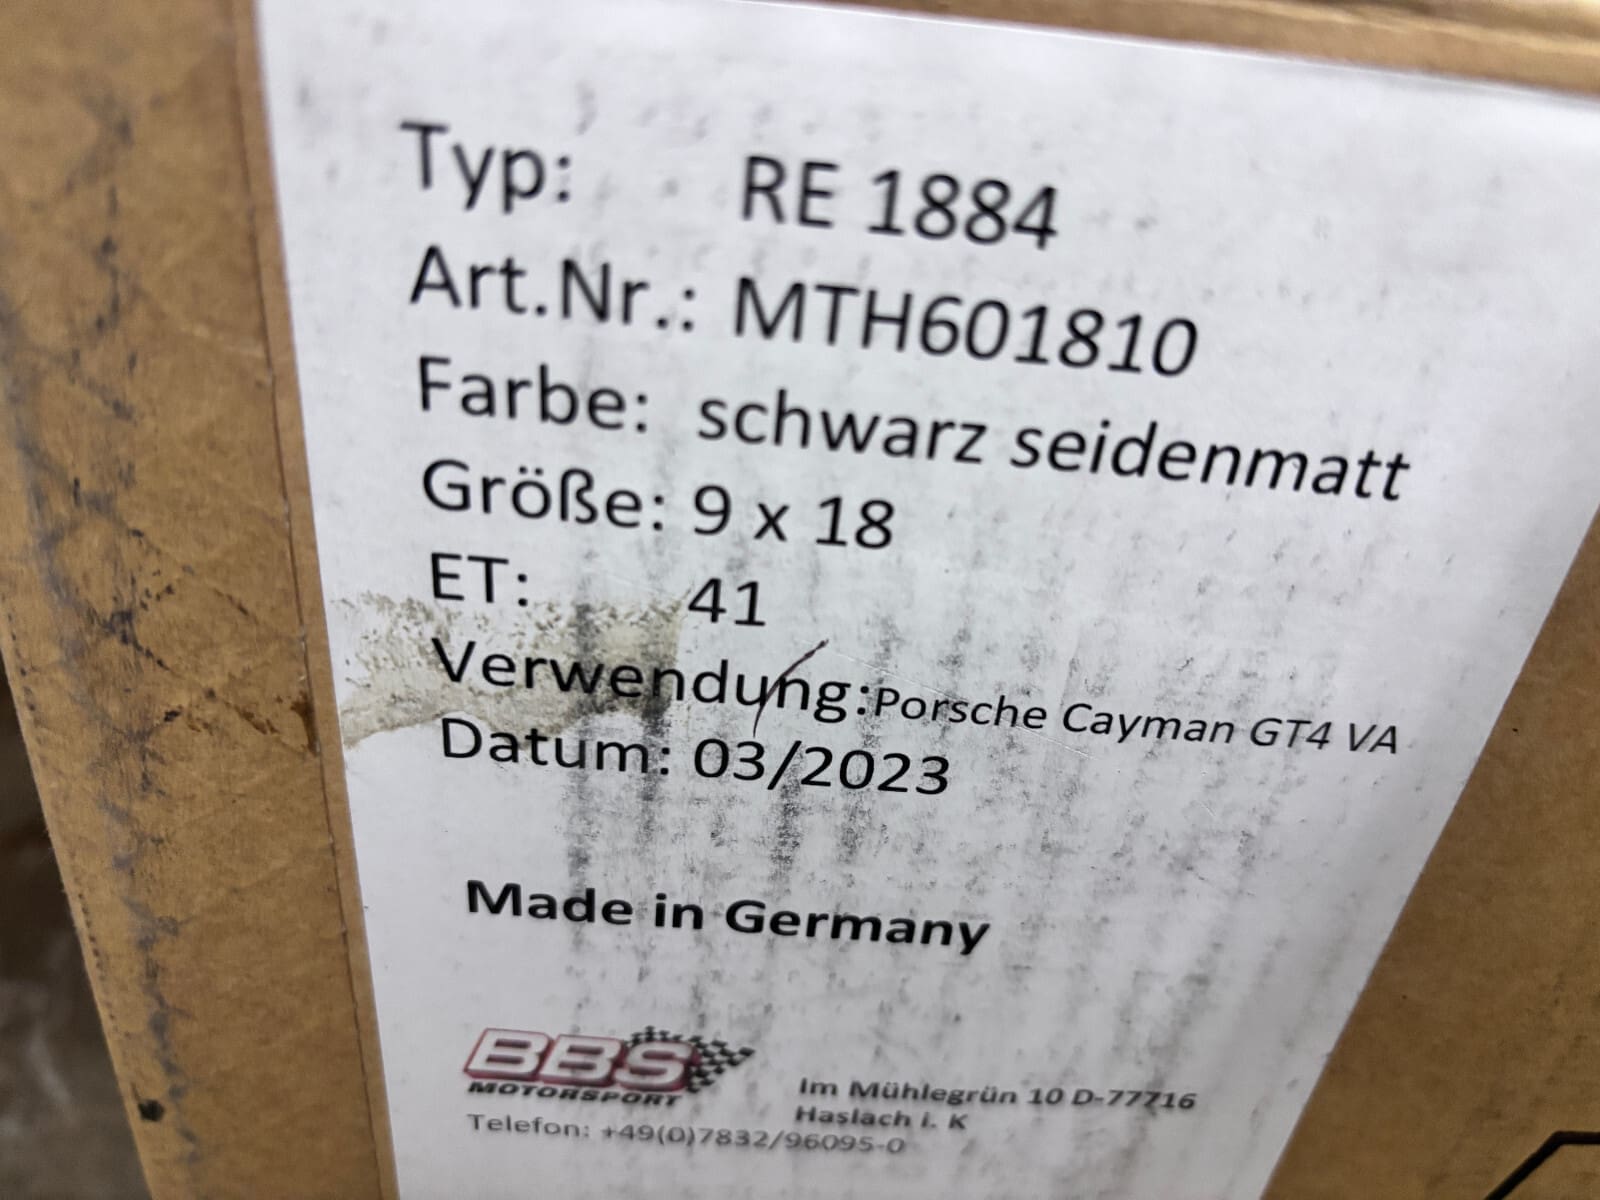 Typ: RE 1884
Art.Nr.: MTH601810
Farbe: schwarz seidenmatt
Größe: 9 x 18
ET: 41
Verwendung: Porsche Cayman GT4 VA
Datum: 03/2023
Made in Germany
BBS
MOTORSPORT
Im Mühlegrün 10 D-77716
Haslach i. K
Telefon: +49(0)7832/96095-0